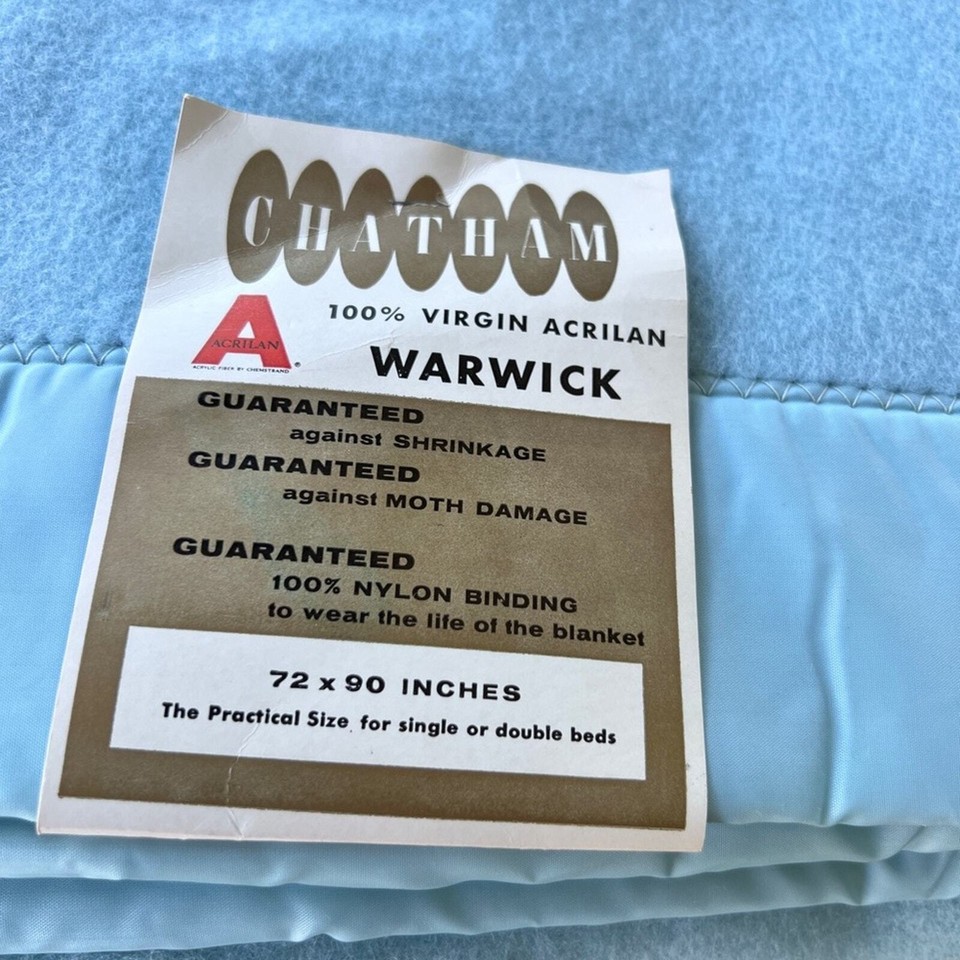 CHATHAM
100% VIRGIN ACRILAN
A
ACRILAN
ACRYLIC FIBER BY CHEMSTRAND
®
WARWICK
GUARANTEED
against SHRINKAGE
GUARANTEED
against MOTH DAMAGE
GUARANTEED
100% NYLON BINDING
to wear the life of the blanket
72 x 90 INCHES
The Practical Size for single or double beds